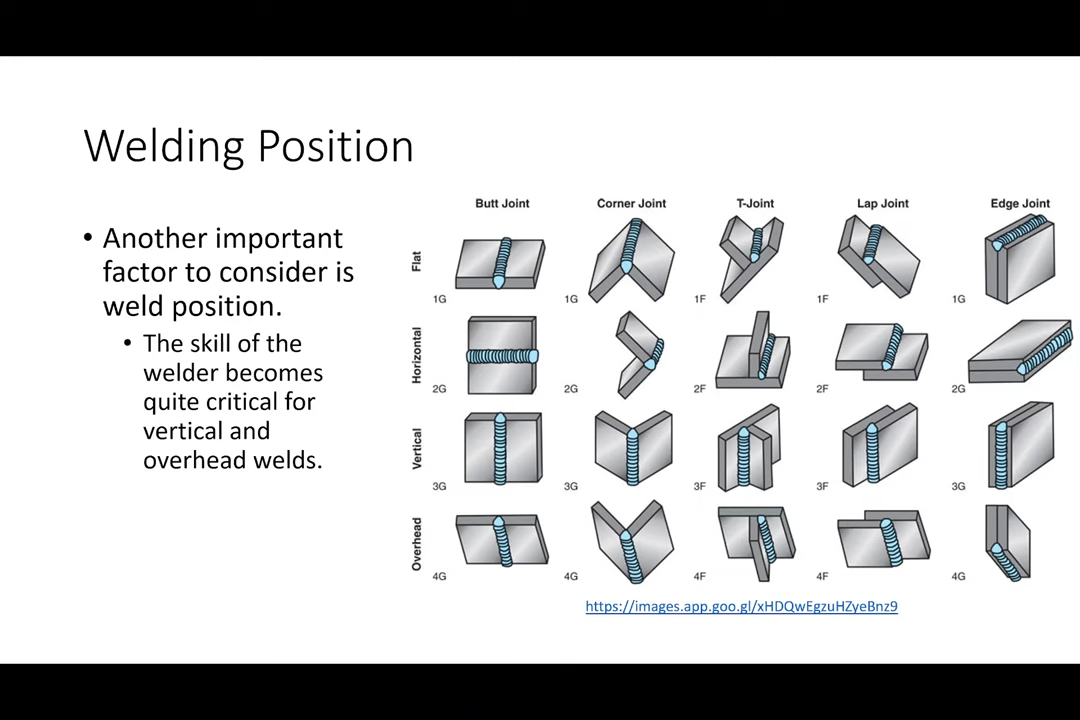 Welding Position
• Another important
factor to consider is
weld position.
• The skill of the
welder becomes
quite critical for
vertical and
overhead welds.
Butt Joint Corner Joint T-Joint Lap Joint Edge Joint
Flat
1G 1G 1F 1F 1G
Horizontal
2G 2G 2F 2F 2G
Vertical
3G 3G 3F 3F 3G
Overhead
4G 4G 4F 4F 4G
https://images.app.goo.gl/xHDQwEgzuHZyeBnz9